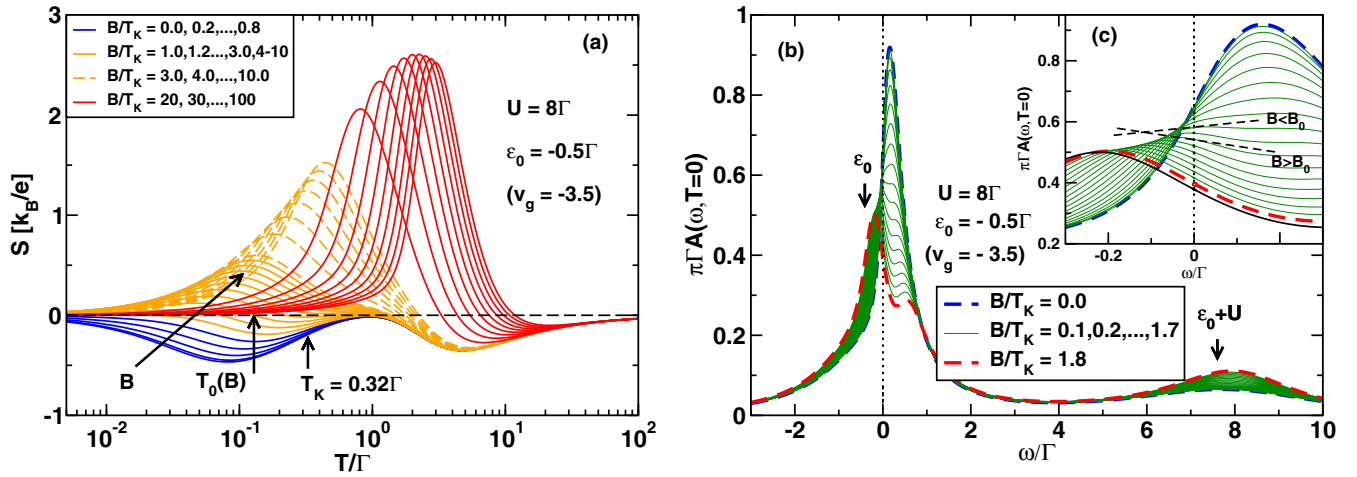 3
2
1
0
-1
S [k_B/e]
B/T_K = 0.0, 0.2,...,0.8
B/T_K = 1.0,1.2...,3.0,4-10
B/T_K = 3.0, 4.0,...,10.0
B/T_K = 20, 30,...,100
(a)
U = 8Γ
ε_0 = -0.5Γ
(v_g = -3.5)
B
T_0(B)
T_K = 0.32Γ
10^-2
10^-1
10^0
10^1
10^2
T/Γ
1
0.8
0.6
0.4
0.2
0
πΓA(ω,T=0)
(b)
ε_0
U = 8Γ
ε_0 = - 0.5Γ
(v_g = - 3.5)
B/T_K = 0.0
B/T_K = 0.1,0.2,...,1.7
B/T_K = 1.8
ε_0+U
-2
0
2
4
6
8
10
ω/Γ
(c)
0.8
0.6
0.4
0.2
πΓA(ω,T=0)
B<B_0
B>B_0
-0.2
0
ω/Γ